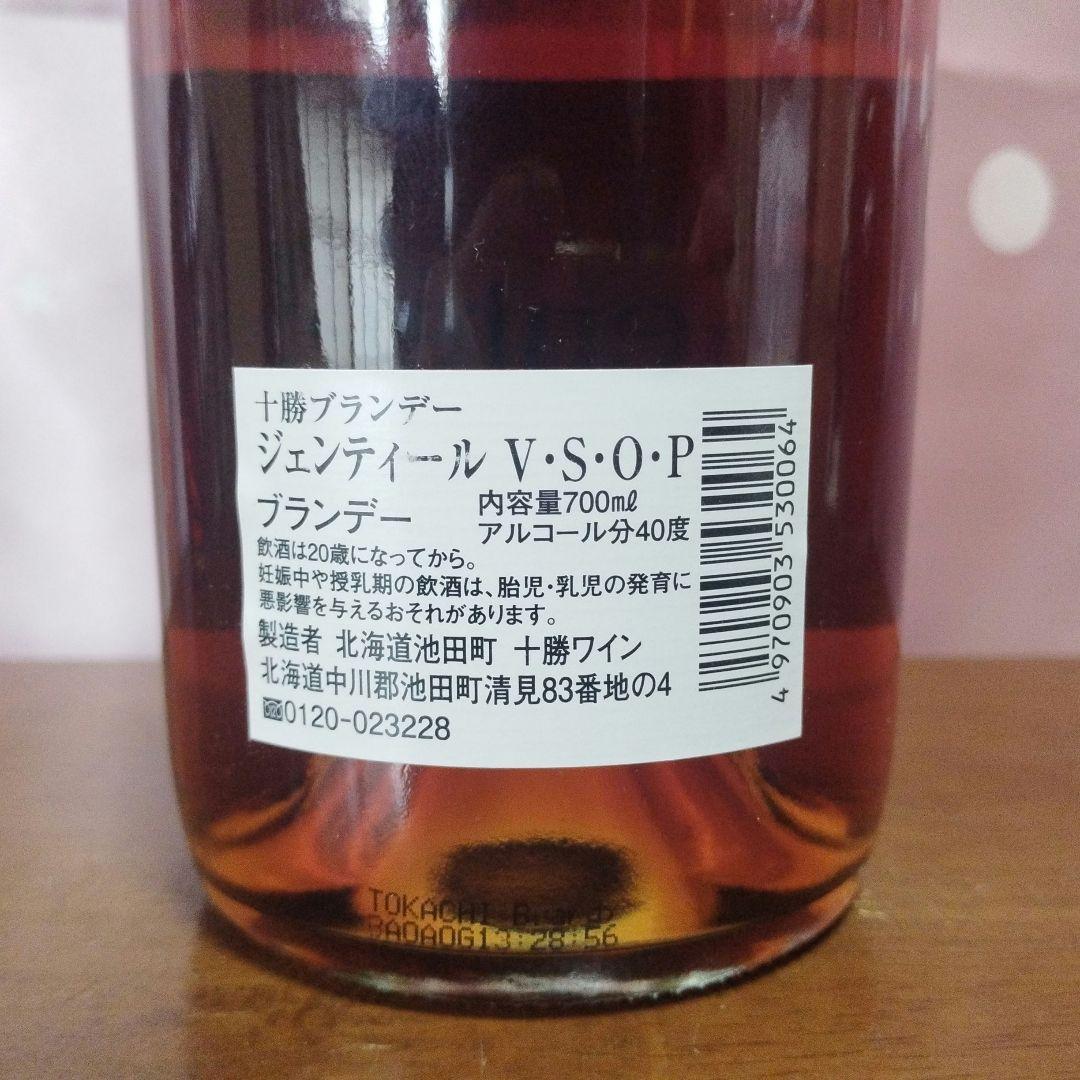 十勝ブランデー
ジェンティール V・S・O・P
ブランデー
内容量700㎖
アルコール分40度
飲酒は20歳になってから。
妊娠中や授乳期の飲酒は、胎児・乳児の発育に
悪影響を与えるおそれがあります。
製造者 北海道池田町 十勝ワイン
北海道中川郡池田町清見83番地の4
0120-023228
4 970903 530064
TOKACHI
13:28:56